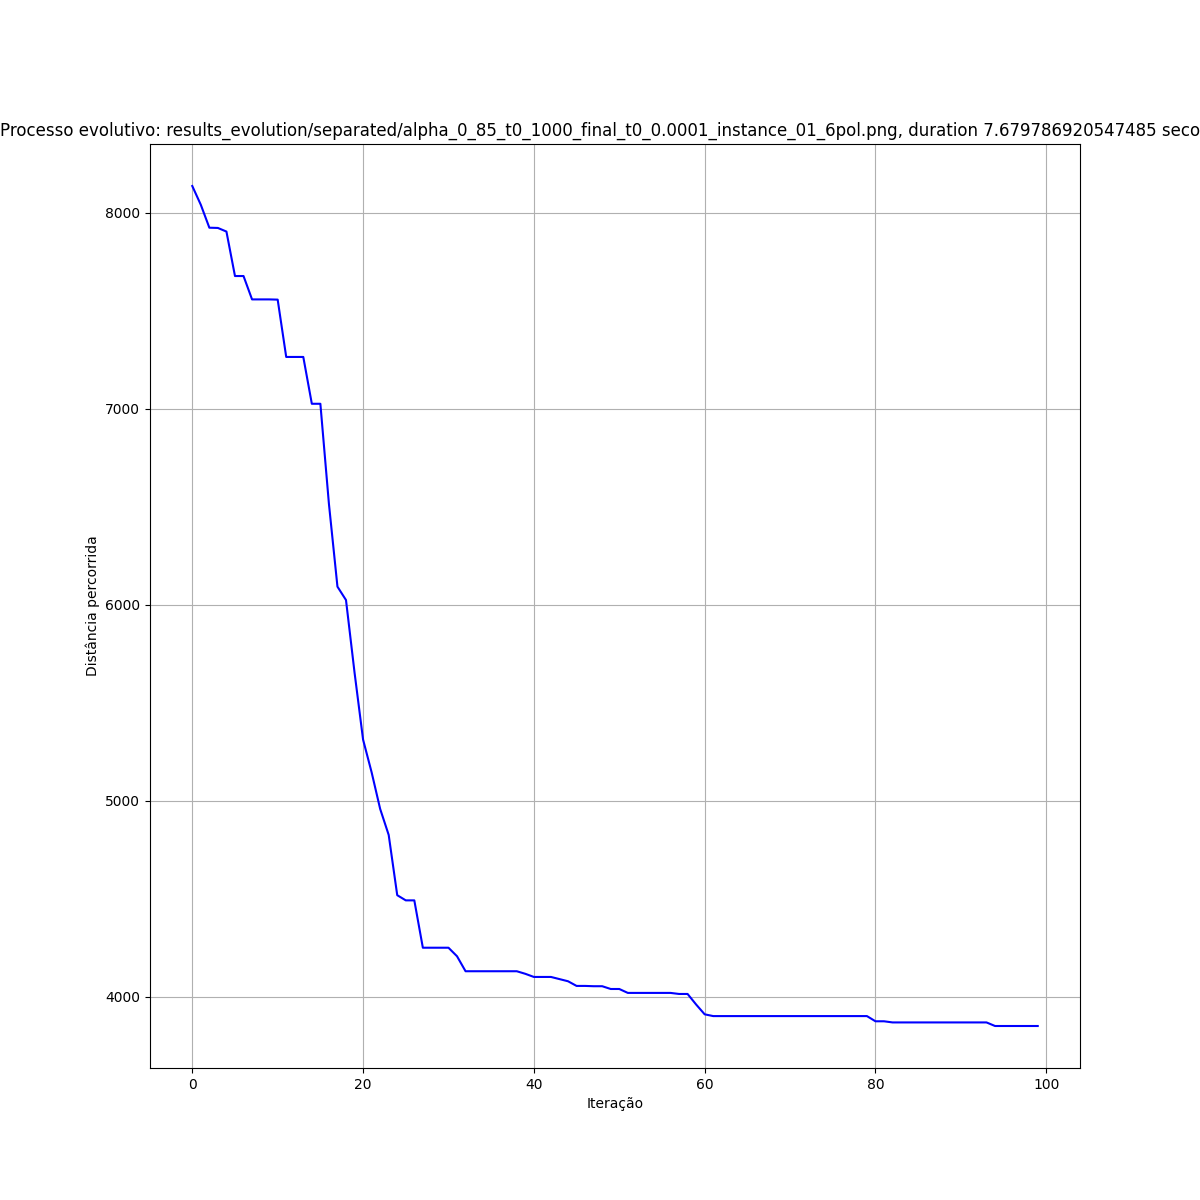 Processo evolutivo: results_evolution/separated/alpha_0_85_t0_1000_final_t0_0.0001_instance_01_6pol.png, duration 7.679786920547485 seco
8000
7000
6000
5000
4000
Distância percorrida
0 20 40 60 80 100
Iteração